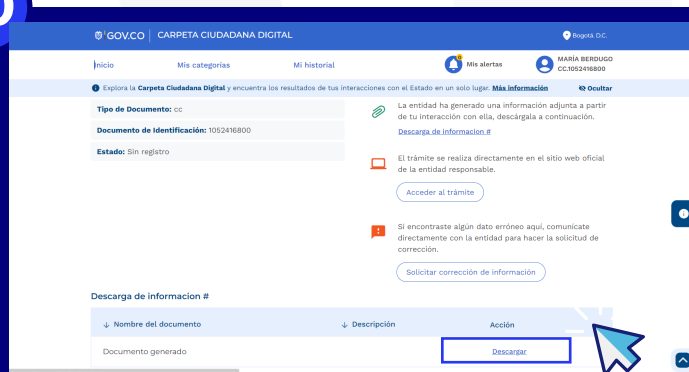 GOV.CO | CARPETA CIUDADANA DIGITAL
Bogotá D.C.
Inicio
Mis categorías
Mi historial
Mis alertas
MARÍA BERDUGO
CC.1052416800
Explora la Carpeta Ciudadana Digital y encuentra los resultados de tus interacciones con el Estado en un solo lugar. Más información
Ocultar
Tipo de Documento: cc
Documento de Identificación: 1052416800
Estado: Sin registro
La entidad ha generado una información adjunta a partir
de tu interacción con ella, descárgala a continuación.
Descarga de informacion #
El trámite se realiza directamente en el sitio web oficial
de la entidad responsable.
Acceder al trámite
Si encontraste algún dato erróneo aquí, comunícate
directamente con la entidad para hacer la solicitud de
corrección.
Solicitar corrección de información
Descarga de informacion #
Nombre del documento
Descripción
Acción
Documento generado
Descargar